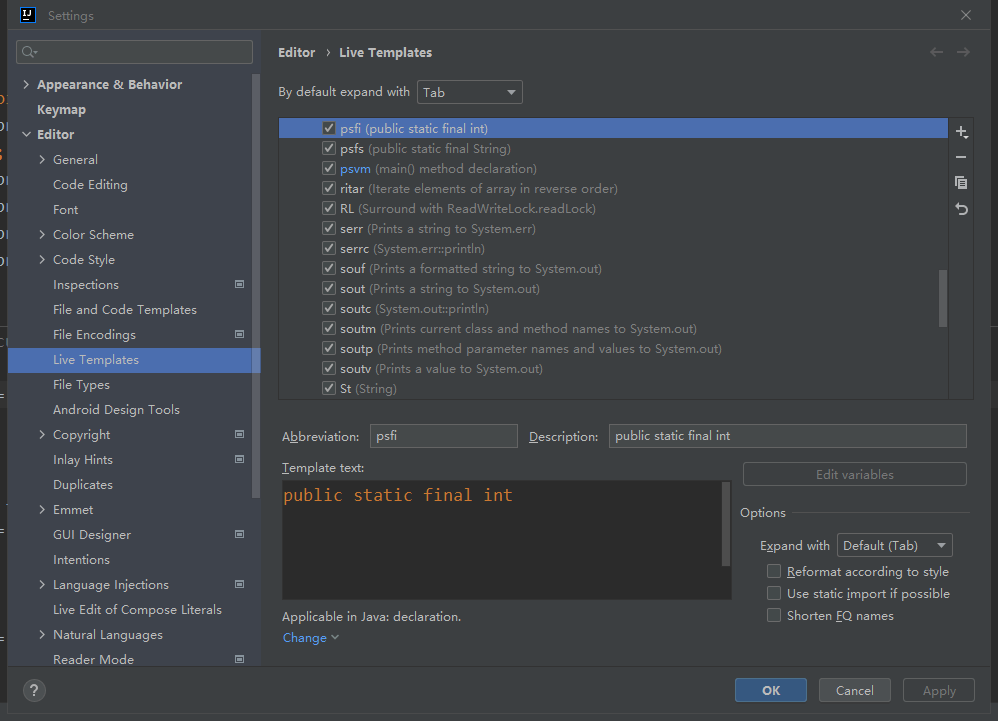 Settings
Appearance & Behavior
Keymap
Editor
General
Code Editing
Font
Color Scheme
Code Style
Inspections
File and Code Templates
File Encodings
Live Templates
File Types
Android Design Tools
Copyright
Inlay Hints
Duplicates
Emmet
GUI Designer
Intentions
Language Injections
Live Edit of Compose Literals
Natural Languages
Reader Mode
Editor › Live Templates
By default expand with Tab
psfi (public static final int)
psfs (public static final String)
psvm (main() method declaration)
ritar (Iterate elements of array in reverse order)
RL (Surround with ReadWriteLock.readLock)
serr (Prints a string to System.err)
serrc (System.err::println)
souf (Prints a formatted string to System.out)
sout (Prints a string to System.out)
soutc (System.out::println)
soutm (Prints current class and method names to System.out)
soutp (Prints method parameter names and values to System.out)
soutv (Prints a value to System.out)
St (String)
Abbreviation: psfi Description: public static final int
Template text:
public static final int
Edit variables
Options
Expand with Default (Tab)
Reformat according to style
Use static import if possible
Shorten FQ names
Applicable in Java: declaration.
Change
? OK Cancel Apply